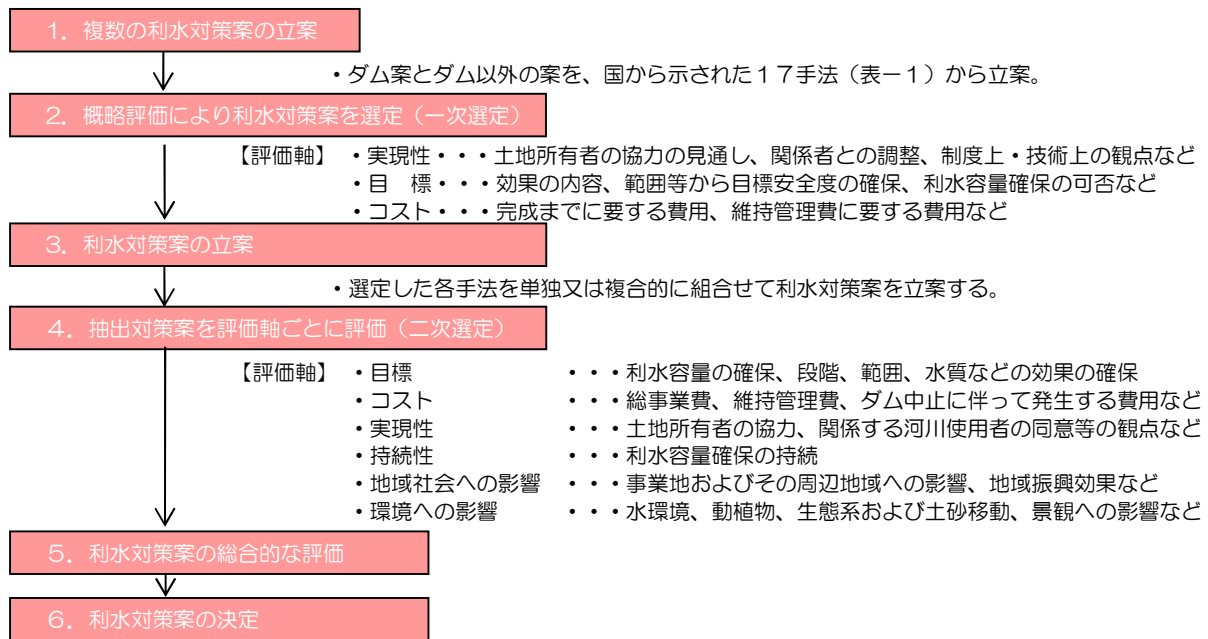 １．複数の利水対策案の立案
・ダム案とダム以外の案を、国から示された１７手法（表－１）から立案。
２．概略評価により利水対策案を選定（一次選定）
【評価軸】 ・実現性・・・土地所有者の協力の見通し、関係者との調整、制度上・技術上の観点など
・目　標・・・効果の内容、範囲等から目標安全度の確保、利水容量確保の可否など
・コスト・・・完成までに要する費用、維持管理費に要する費用など
３．利水対策案の立案
・選定した各手法を単独又は複合的に組合せて利水対策案を立案する。
４．抽出対策案を評価軸ごとに評価（二次選定）
【評価軸】 ・目標 ・・・利水容量の確保、段階、範囲、水質などの効果の確保
・コスト ・・・総事業費、維持管理費、ダム中止に伴って発生する費用など
・実現性 ・・・土地所有者の協力、関係する河川使用者の同意等の観点など
・持続性 ・・・利水容量確保の持続
・地域社会への影響 ・・・事業地およびその周辺地域への影響、地域振興効果など
・環境への影響 ・・・水環境、動植物、生態系および土砂移動、景観への影響など
５．利水対策案の総合的な評価
６．利水対策案の決定